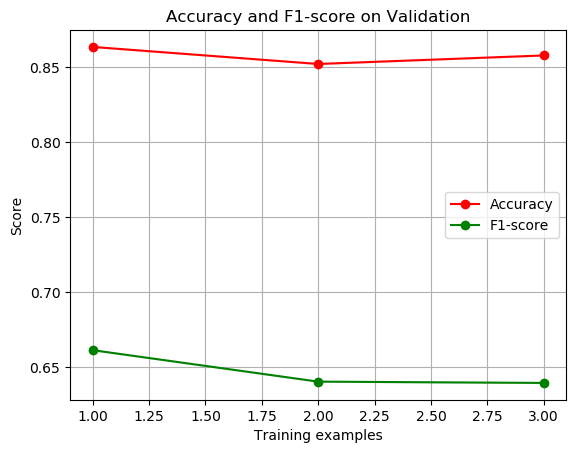 Accuracy and F1-score on Validation
0.85
0.80
0.75
0.70
0.65
Score
Accuracy
F1-score
1.00 1.25 1.50 1.75 2.00 2.25 2.50 2.75 3.00
Training examples